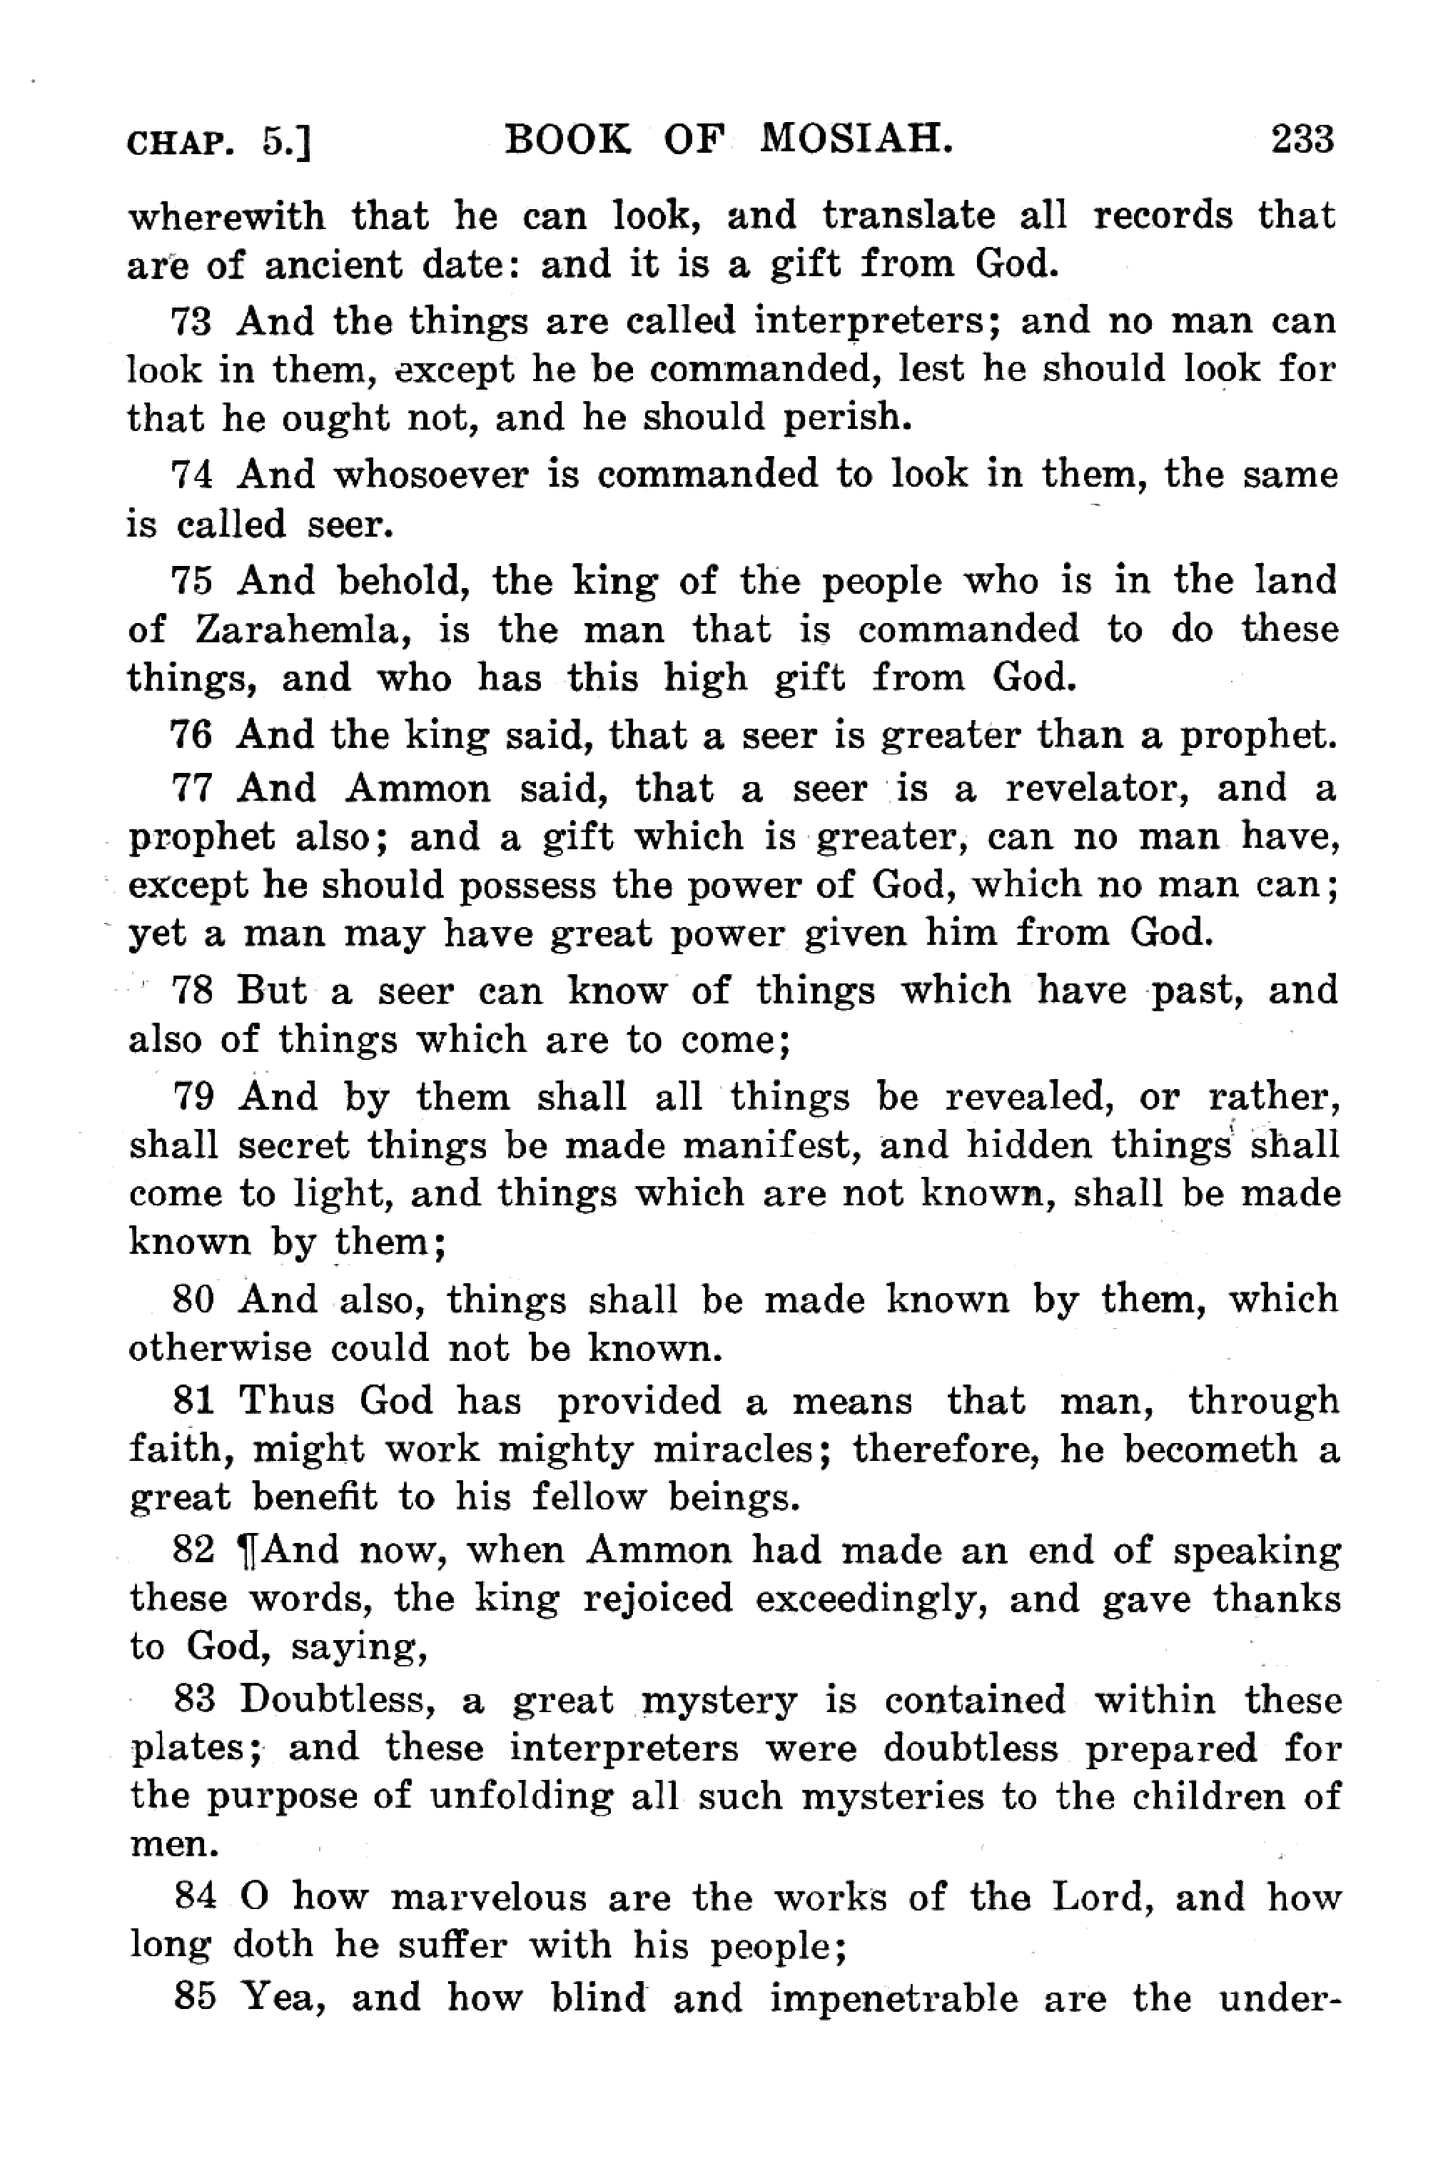 CHAP. 5.] BOOK OF MOSIAH. 233
wherewith that he can look, and translate all records that
are of ancient date: and it is a gift from God.
73 And the things are called interpreters; and no man can
look in them, except he be commanded, lest he should look for
that he ought not, and he should perish.
74 And whosoever is commanded to look in them, the same
is called seer.
75 And behold, the king of the people who is in the land
of Zarahemla, is the man that is commanded to do these
things, and who has this high gift from God.
76 And the king said, that a seer is greater than a prophet.
77 And Ammon said, that a seer is a revelator, and a
prophet also; and a gift which is greater, can no man have,
except he should possess the power of God, which no man can;
yet a man may have great power given him from God.
78 But a seer can know of things which have past, and
also of things which are to come;
79 And by them shall all things be revealed, or rather,
shall secret things be made manifest, and hidden things shall
come to light, and things which are not known, shall be made
known by them;
80 And also, things shall be made known by them, which
otherwise could not be known.
81 Thus God has provided a means that man, through
faith, might work mighty miracles; therefore, he becometh a
great benefit to his fellow beings.
82 ¶And now, when Ammon had made an end of speaking
these words, the king rejoiced exceedingly, and gave thanks
to God, saying,
83 Doubtless, a great mystery is contained within these
plates; and these interpreters were doubtless prepared for
the purpose of unfolding all such mysteries to the children of
men.
84 O how marvelous are the works of the Lord, and how
long doth he suffer with his people;
85 Yea, and how blind and impenetrable are the under-